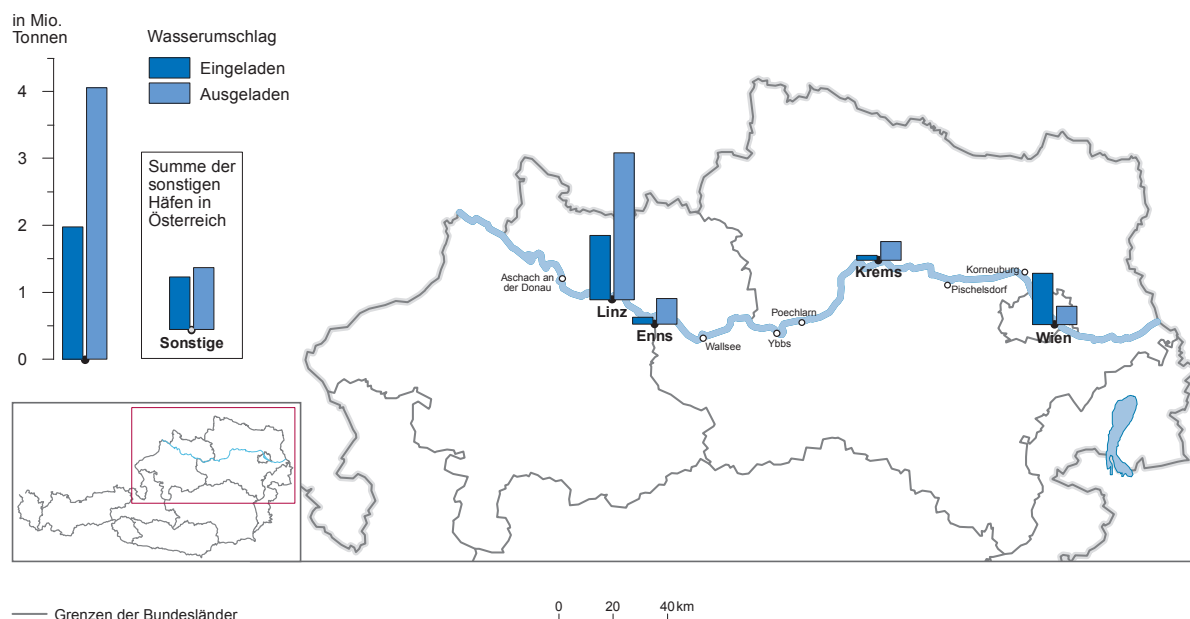 in Mio.
Tonnen
4
3
2
1
0
Wasserumschlag
Eingeladen
Ausgeladen
Summe der
sonstigen
Häfen in
Österreich
Sonstige
Aschach an
der Donau
Linz
Enns
Wallsee
Ybbs
Poechlarn
Krems
Pischelsdorf
Korneuburg
Wien
Grenzen der Bundesländer
0 20 40 km